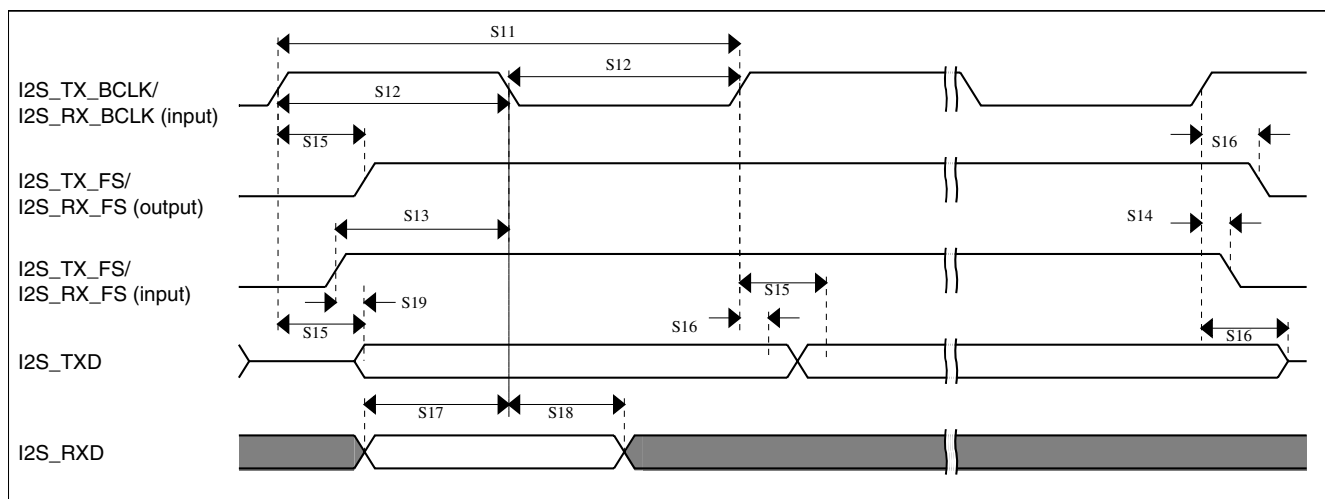 S11
I2S_TX_BCLK/
I2S_RX_BCLK (input)
S12
S12
S15
S16
I2S_TX_FS/
I2S_RX_FS (output)
S13
S14
I2S_TX_FS/
I2S_RX_FS (input)
S19
S15
S15
S16
S16
I2S_TXD
S17
S18
I2S_RXD